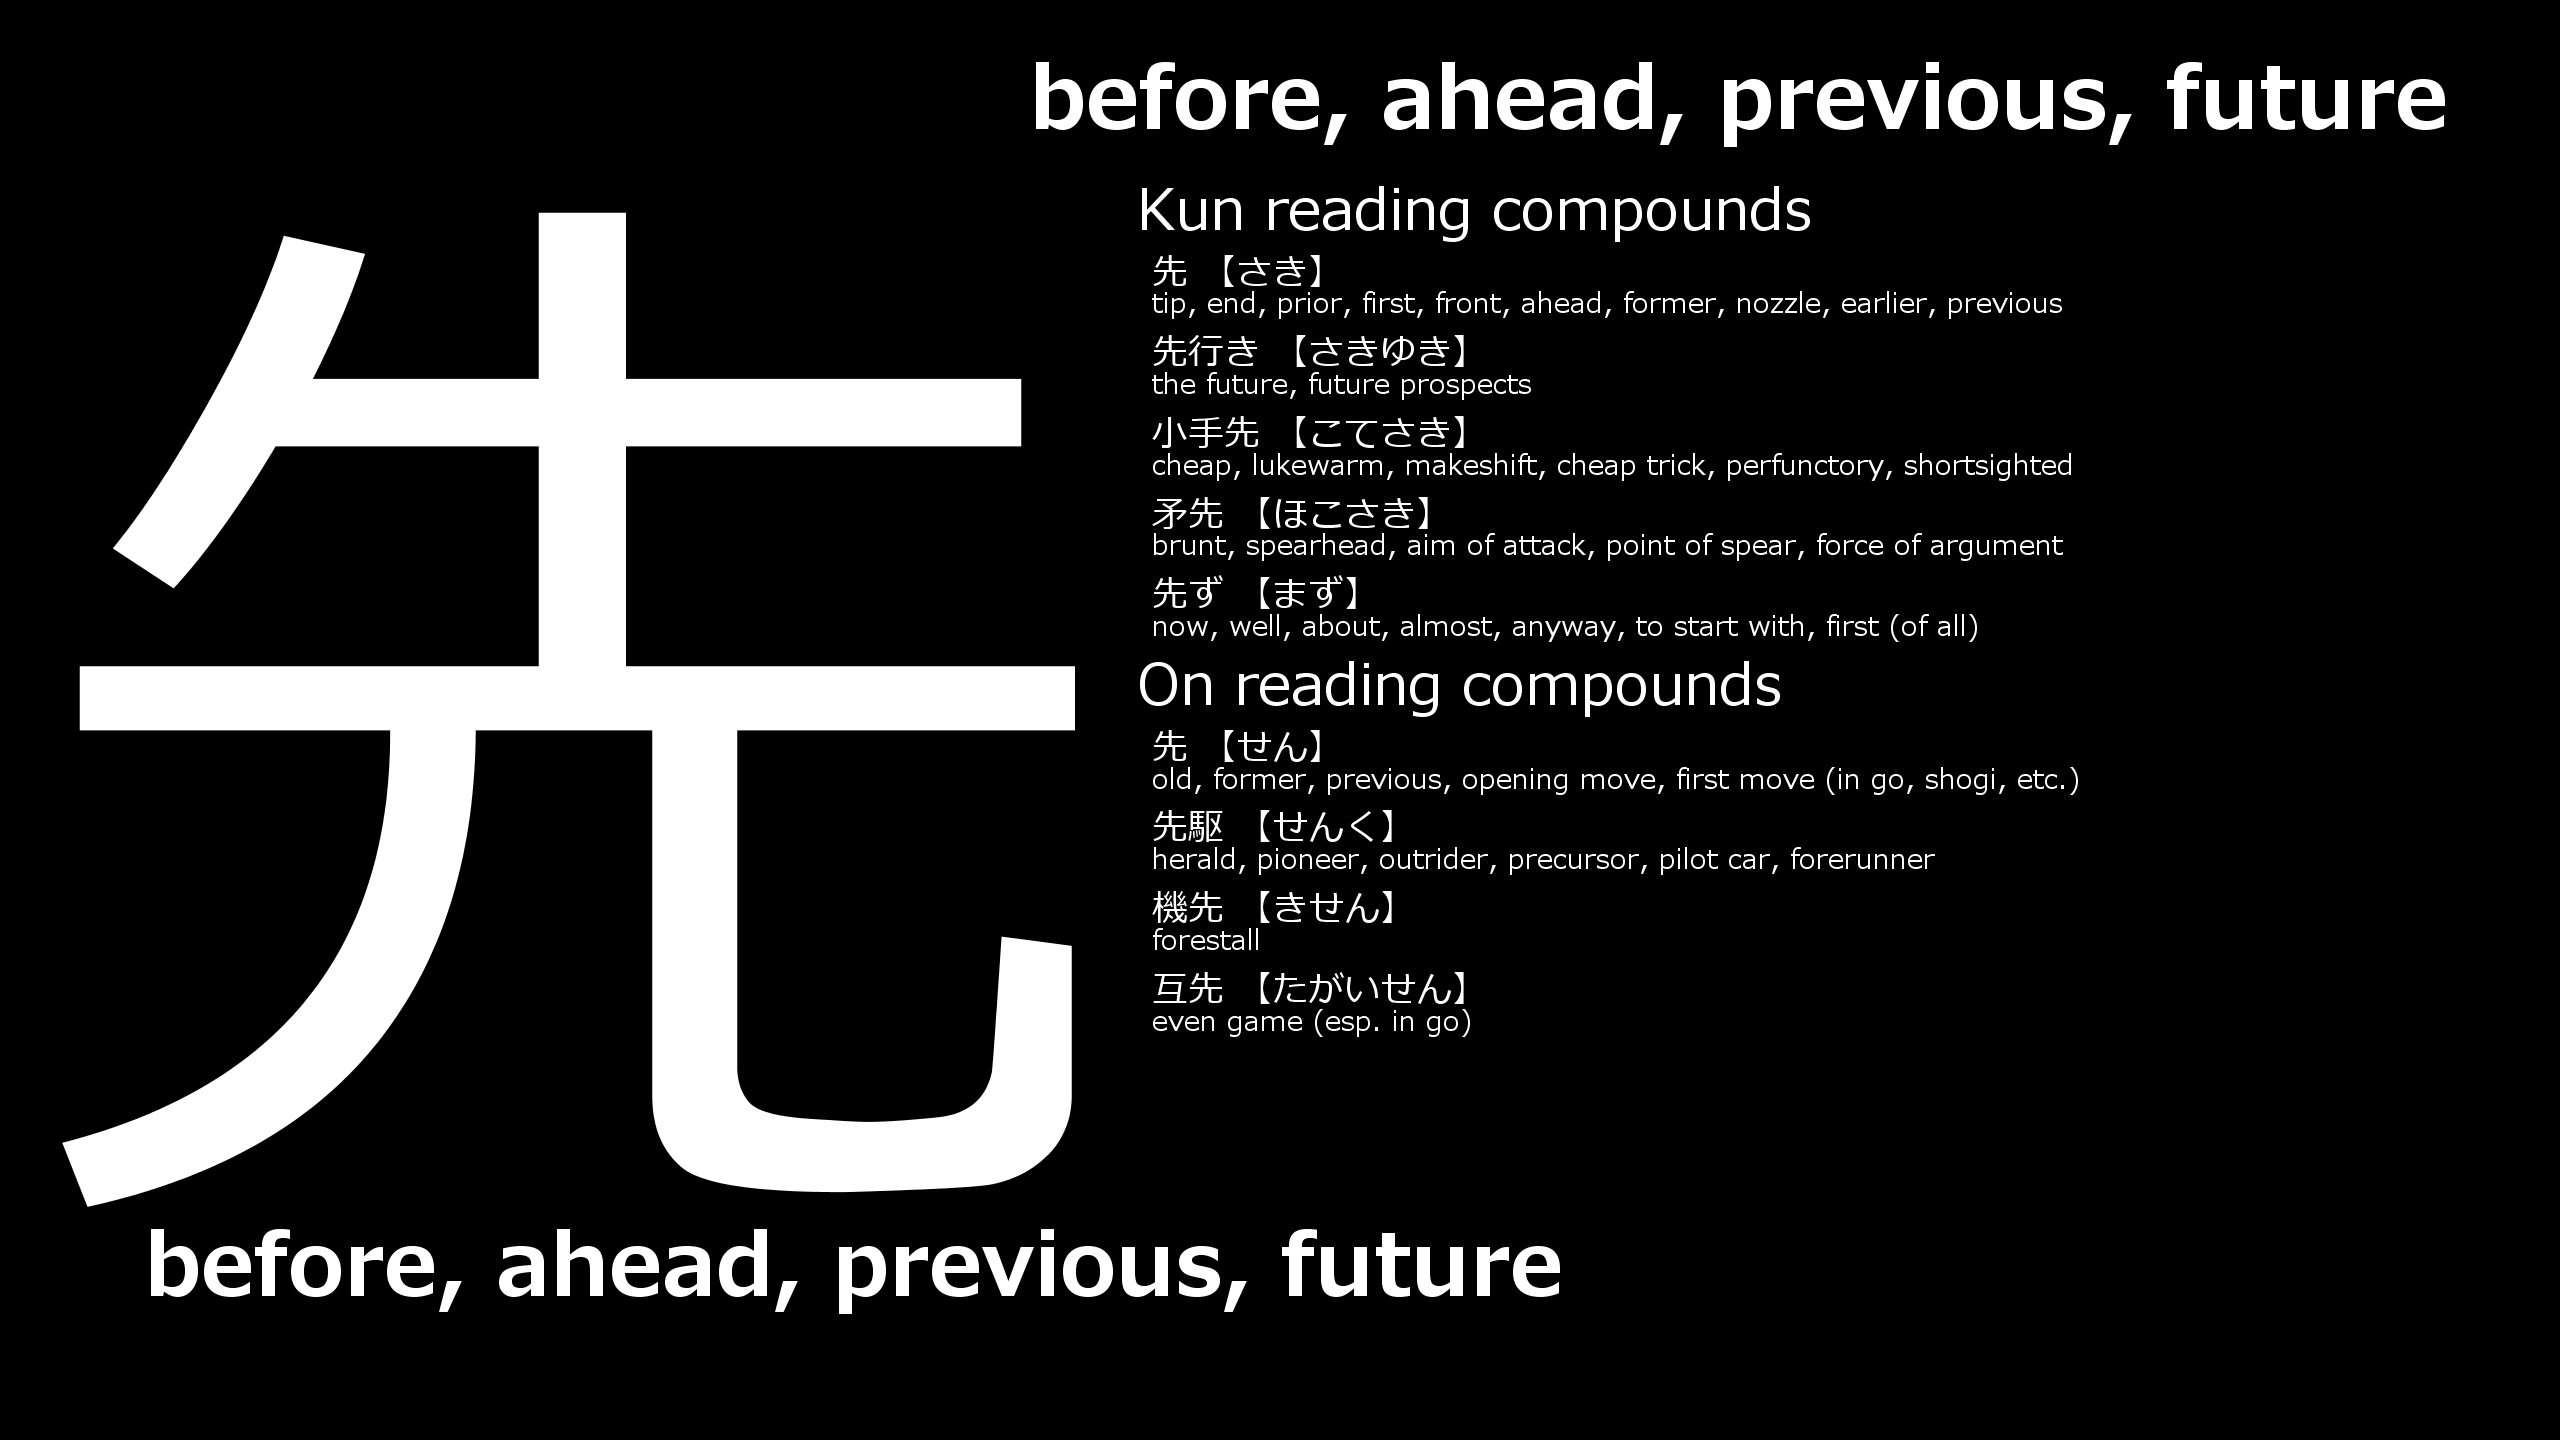 before, ahead, previous, future
先
Kun reading compounds
先 【さき】
tip, end, prior, first, front, ahead, former, nozzle, earlier, previous
先行き 【さきゆき】
the future, future prospects
小手先 【こてさき】
cheap, lukewarm, makeshift, cheap trick, perfunctory, shortsighted
矛先 【ほこさき】
brunt, spearhead, aim of attack, point of spear, force of argument
先ず 【まず】
now, well, about, almost, anyway, to start with, first (of all)
On reading compounds
先 【せん】
old, former, previous, opening move, first move (in go, shogi, etc.)
先駆 【せんく】
herald, pioneer, outrider, precursor, pilot car, forerunner
機先 【きせん】
forestall
互先 【たがいせん】
even game (esp. in go)
before, ahead, previous, future